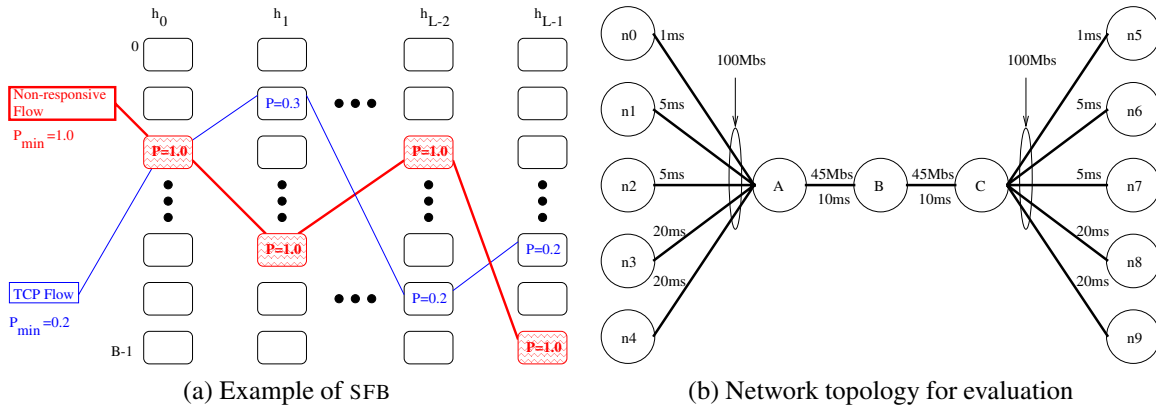 h0 h1 hL-2 hL-1
0
Non-responsive
Flow
Pmin=1.0
P=0.3
P=1.0
P=1.0
P=1.0
P=0.2
TCP Flow
P=0.2
Pmin=0.2
B-1
P=1.0
(a) Example of SFB
n0
1ms
n1
5ms
n2
5ms
n3
20ms
n4
20ms
100Mbs
A
45Mbs
10ms
B
45Mbs
10ms
C
100Mbs
1ms
n5
5ms
n6
5ms
n7
20ms
n8
20ms
n9
(b) Network topology for evaluation